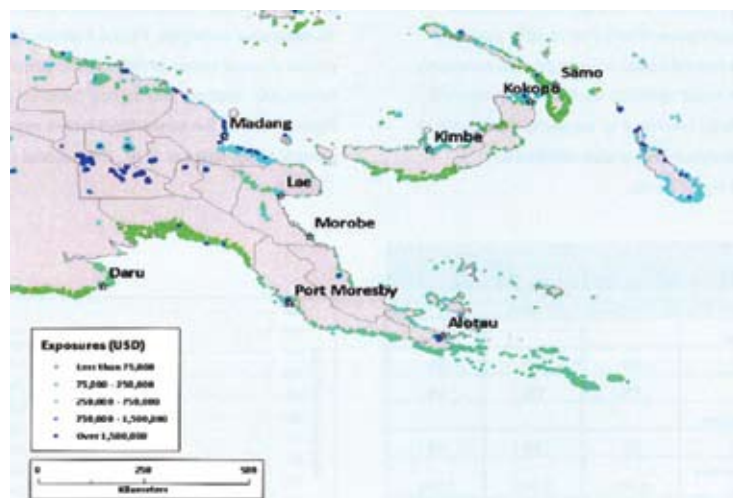 Samo
Kokopo
Madang
Kimbe
Lae
Morobe
Daru
Port Moresby
Alotau
Exposures (USD)
Less than 75,000
75,000 - 250,000
250,000 - 750,000
750,000 - 1,500,000
Over 1,500,000
0 250 500
Kilometers